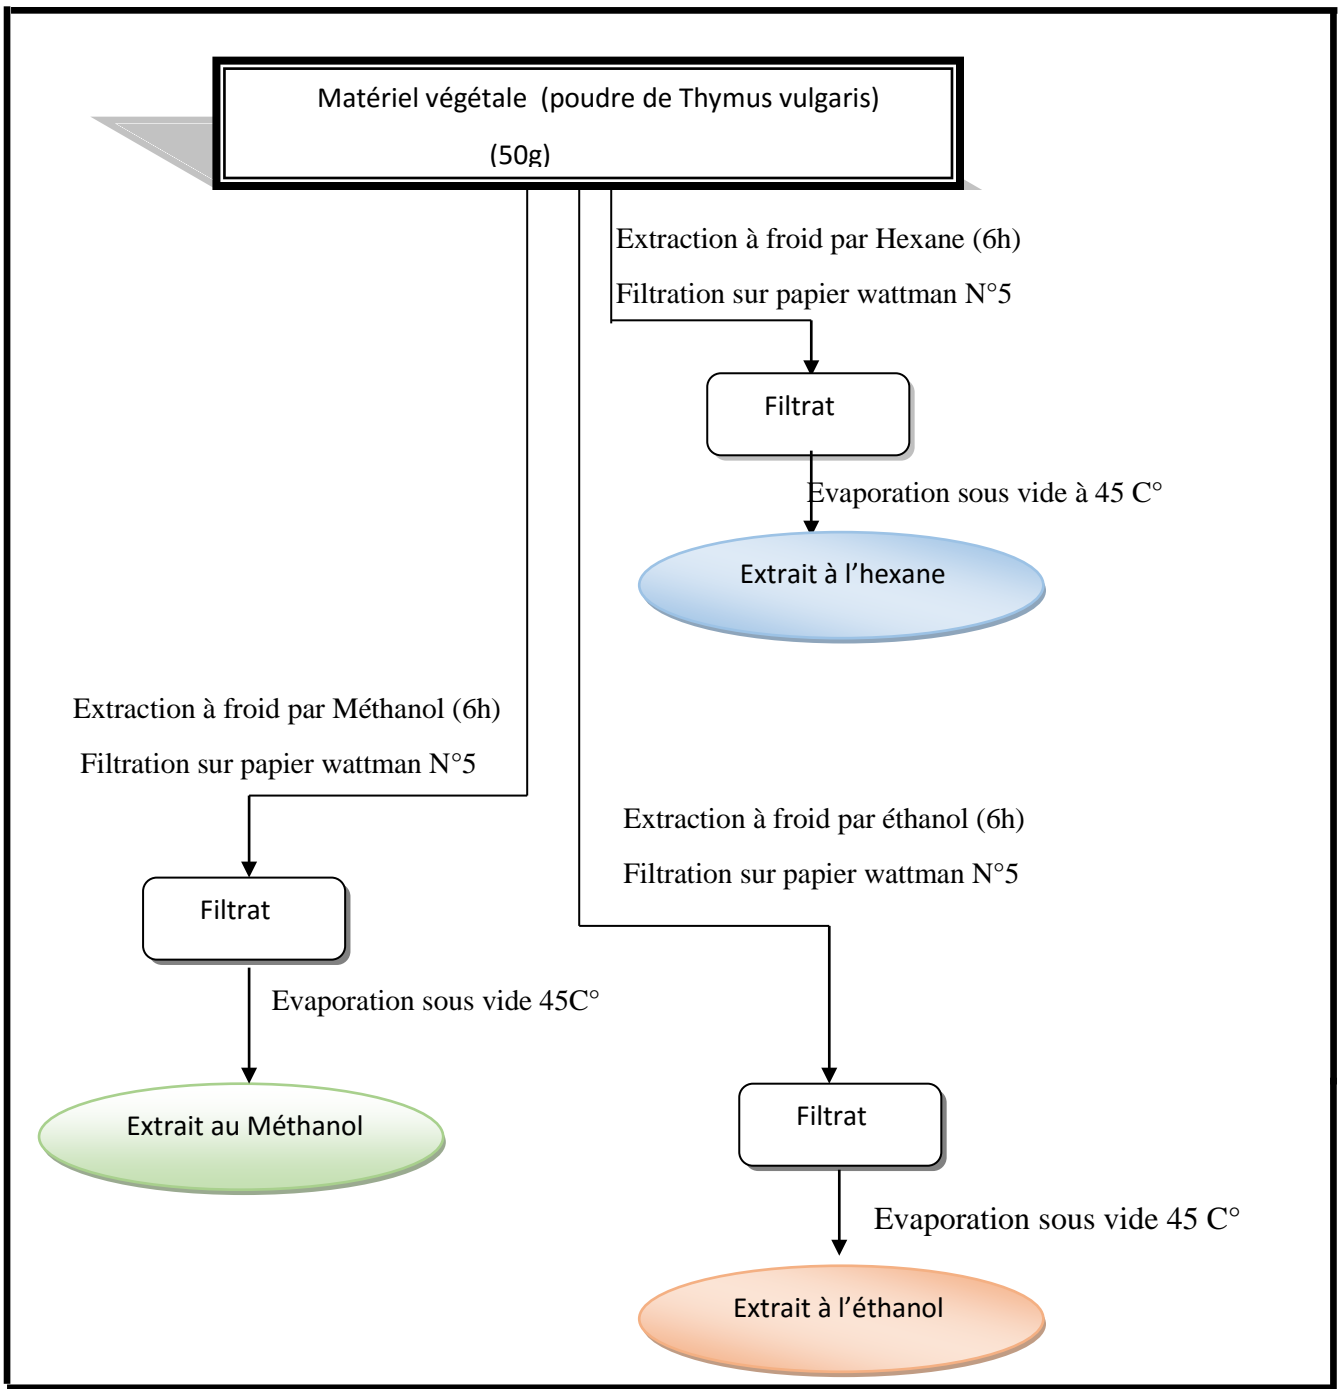 Matériel végétale (poudre de Thymus vulgaris)
(50g)
Extraction à froid par Hexane (6h)
Filtration sur papier wattman N°5
Filtrat
Evaporation sous vide à 45 C°
Extrait à l’hexane
Extraction à froid par Méthanol (6h)
Filtration sur papier wattman N°5
Extraction à froid par éthanol (6h)
Filtration sur papier wattman N°5
Filtrat
Evaporation sous vide 45C°
Extrait au Méthanol
Filtrat
Evaporation sous vide 45 C°
Extrait à l’éthanol